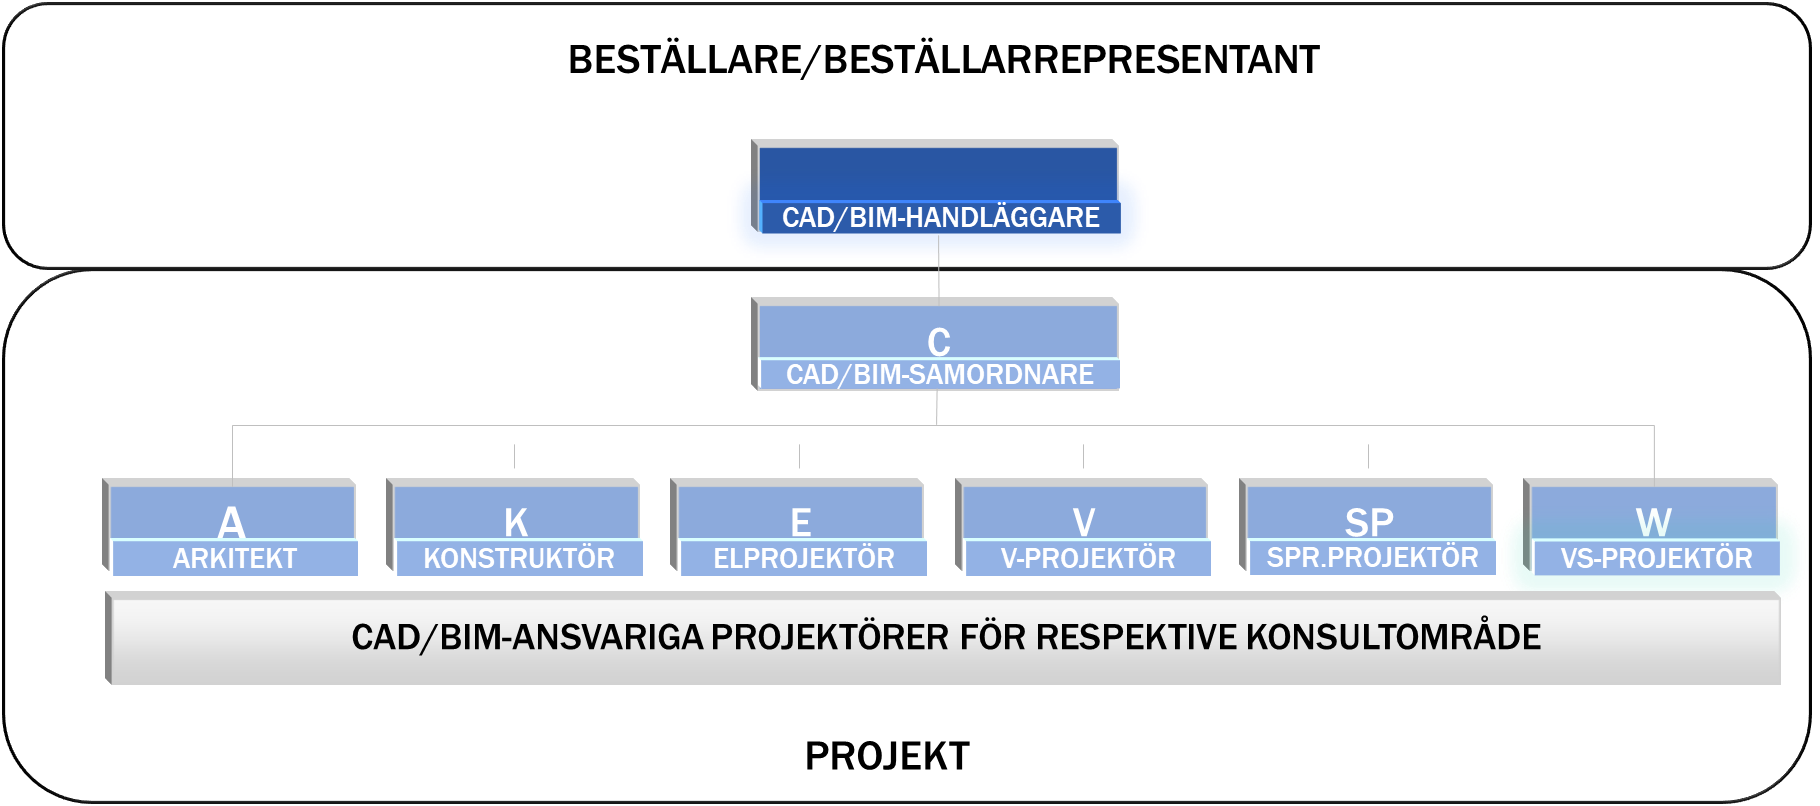 BESTÄLLARE/BESTÄLLARREPRESENTANT
CAD/BIM-HANDLÄGGARE
C
CAD/BIM-SAMORDNARE
A
ARKITEKT
K
KONSTRUKTÖR
E
ELPROJEKTÖR
V
V-PROJEKTÖR
SP
SPR.PROJEKTÖR
W
VS-PROJEKTÖR
CAD/BIM-ANSVARIGA PROJEKTÖRER FÖR RESPEKTIVE KONSULTOMRÅDE
PROJEKT